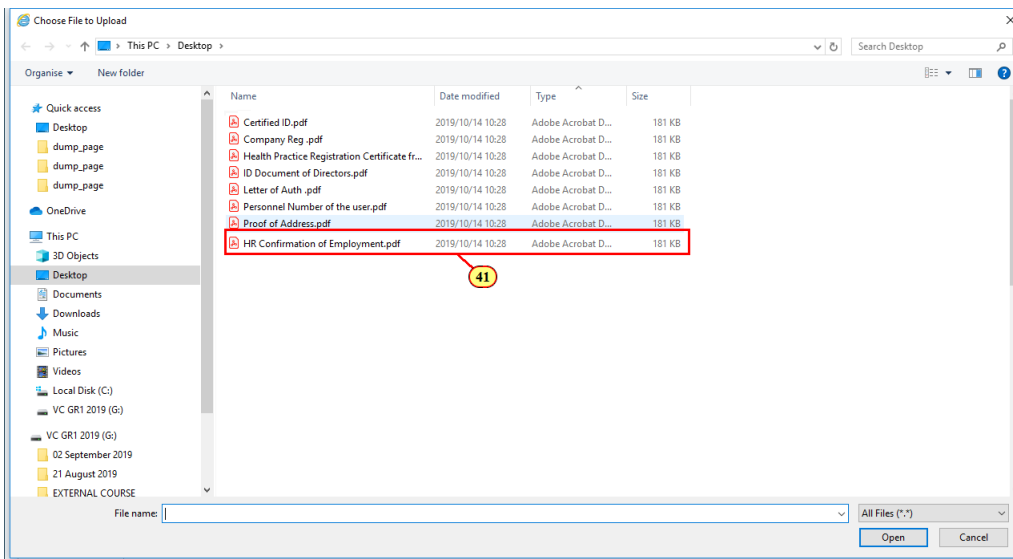 Choose File to Upload
This PC > Desktop >
Search Desktop
Organise
New folder
Name Date modified Type Size
Quick access
Desktop
dump_page
dump_page
dump_page
OneDrive
This PC
3D Objects
Desktop
Documents
Downloads
Music
Pictures
Videos
Local Disk (C:)
VC GR1 2019 (G:)
VC GR1 2019 (G:)
02 September 2019
21 August 2019
EXTERNAL COURSE
Certified ID.pdf 2019/10/14 10:28 Adobe Acrobat D... 181 KB
Company Reg .pdf 2019/10/14 10:28 Adobe Acrobat D... 181 KB
Health Practice Registration Certificate fr... 2019/10/14 10:28 Adobe Acrobat D... 181 KB
ID Document of Directors.pdf 2019/10/14 10:28 Adobe Acrobat D... 181 KB
Letter of Auth .pdf 2019/10/14 10:28 Adobe Acrobat D... 181 KB
Personnel Number of the user.pdf 2019/10/14 10:28 Adobe Acrobat D... 181 KB
Proof of Address.pdf 2019/10/14 10:28 Adobe Acrobat D... 181 KB
HR Confirmation of Employment.pdf 2019/10/14 10:28 Adobe Acrobat D... 181 KB
41
File name:
All Files (*.*)
Open
Cancel